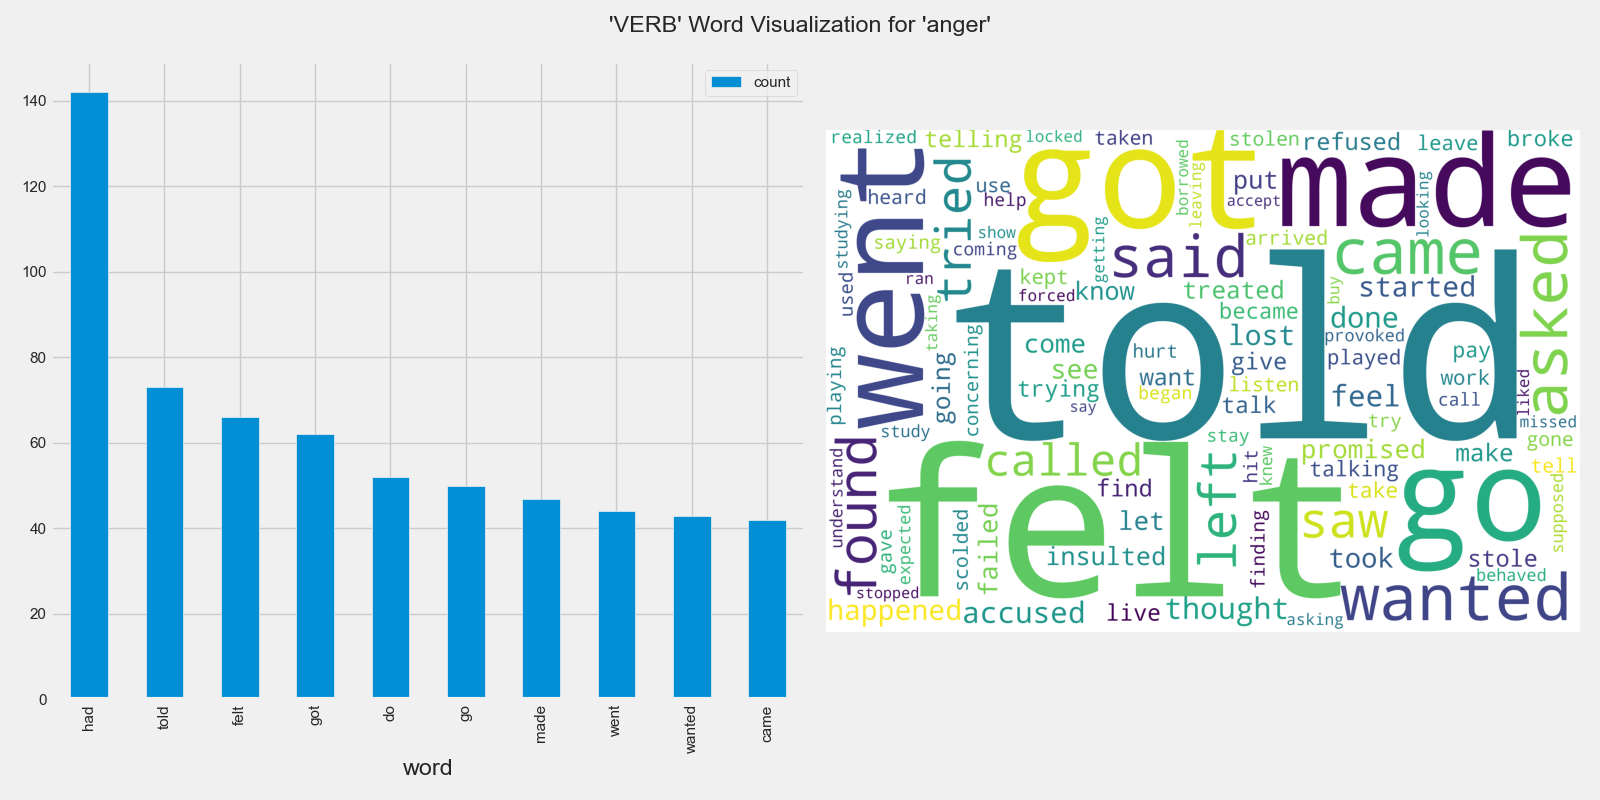 'VERB' Word Visualization for 'anger'
count
140
120
100
80
60
40
20
0
had
told
felt
got
do
go
made
went
wanted
came
word
realized
telling
locked
taken
stolen
refused
leave
broke
went
tried
use
heard
help
got
borrowed
leaving
put
accept
made
looking
studying
saying
show
coming
getting
said
arrived
came
asked
used
ran
kept
forced
know
treated
buy
started
taking
told
became
done
playing
going
concerning
come
see
trying
hurt
want
began
say
lost
give
listen
talk
provoked
played
feel
pay
work
call
liked
missed
study
try
gone
found
called
stay
left
hit
knew
promised
talking
make
tell
understand
felt
find
take
go
supposed
gave
expected
scolded
failed
let
insulted
finding
saw
took
stole
behaved
stopped
happened
accused
live
thought
asking
wanted